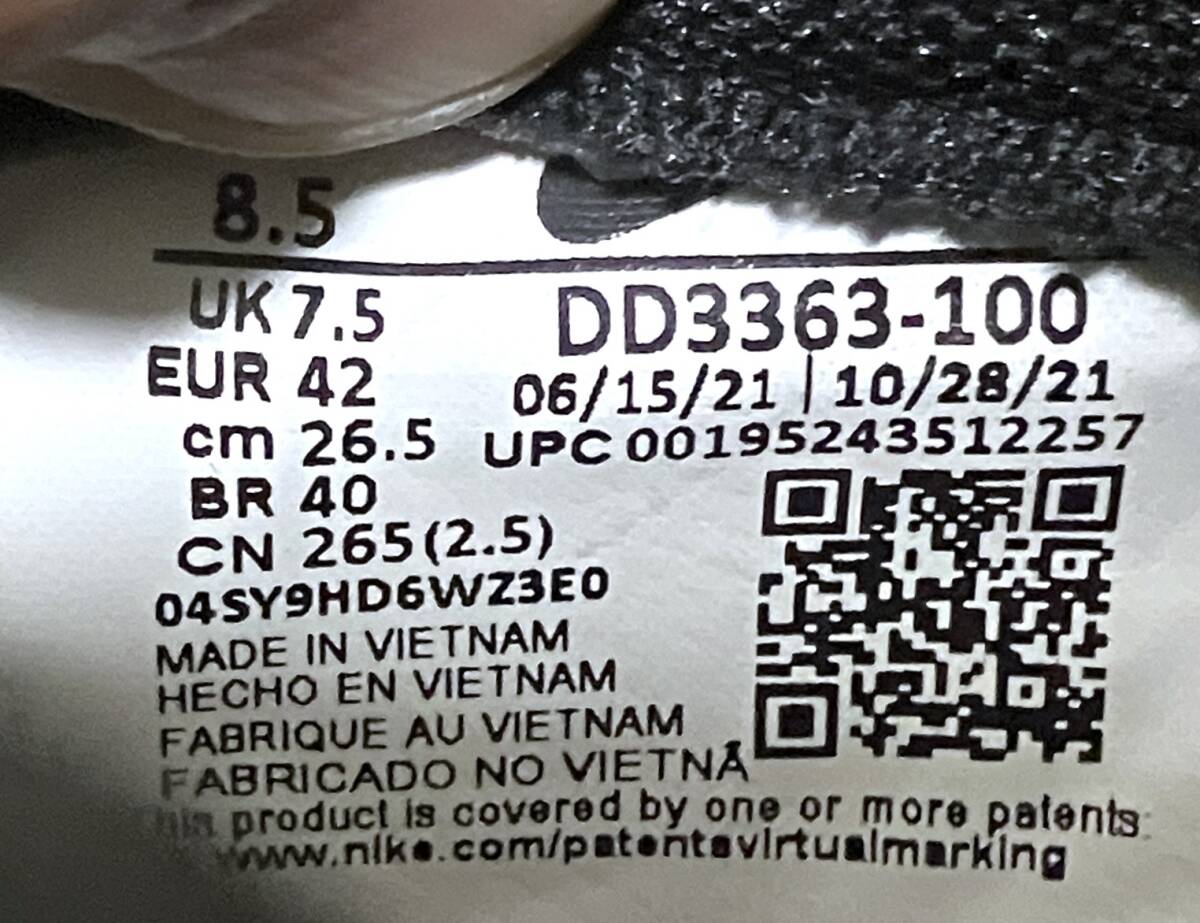 8.5
UK 7.5
DD3363-100
EUR 42
06/15/21 | 10/28/21
cm 26.5
UPC 00195243512257
BR 40
CN 265(2.5)
04SY9HD6WZ3E0
MADE IN VIETNAM
HECHO EN VIETNAM
FABRIQUE AU VIETNAM
FABRICADO NO VIETNÃ
product is covered by one or more patents:
www.nike.com/patentsvirtualmarking